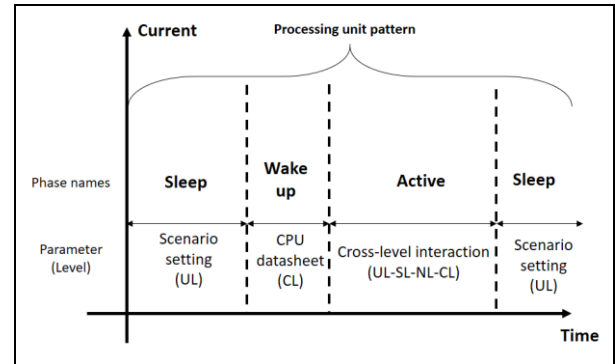 Current
Processing unit pattern
Phase names
Sleep
Wake
up
Active
Sleep
Parameter
(Level)
Scenario
setting
(UL)
CPU
datasheet
(CL)
Cross-level interaction
(UL-SL-NL-CL)
Scenario
setting
(UL)
Time